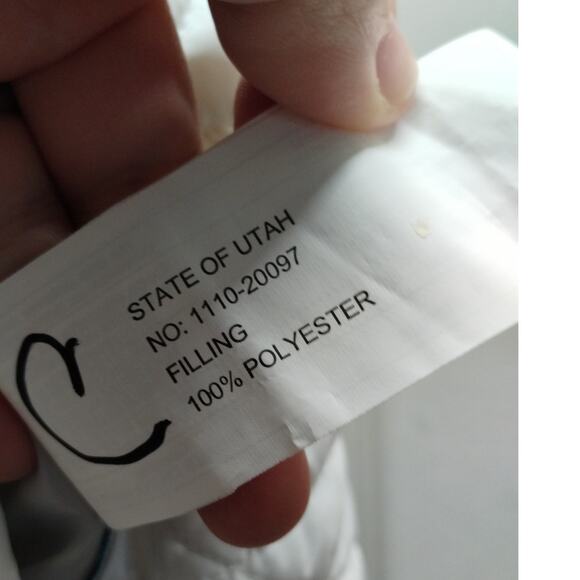 STATE OF UTAH
NO: 1110-20097
FILLING
100% POLYESTER
C